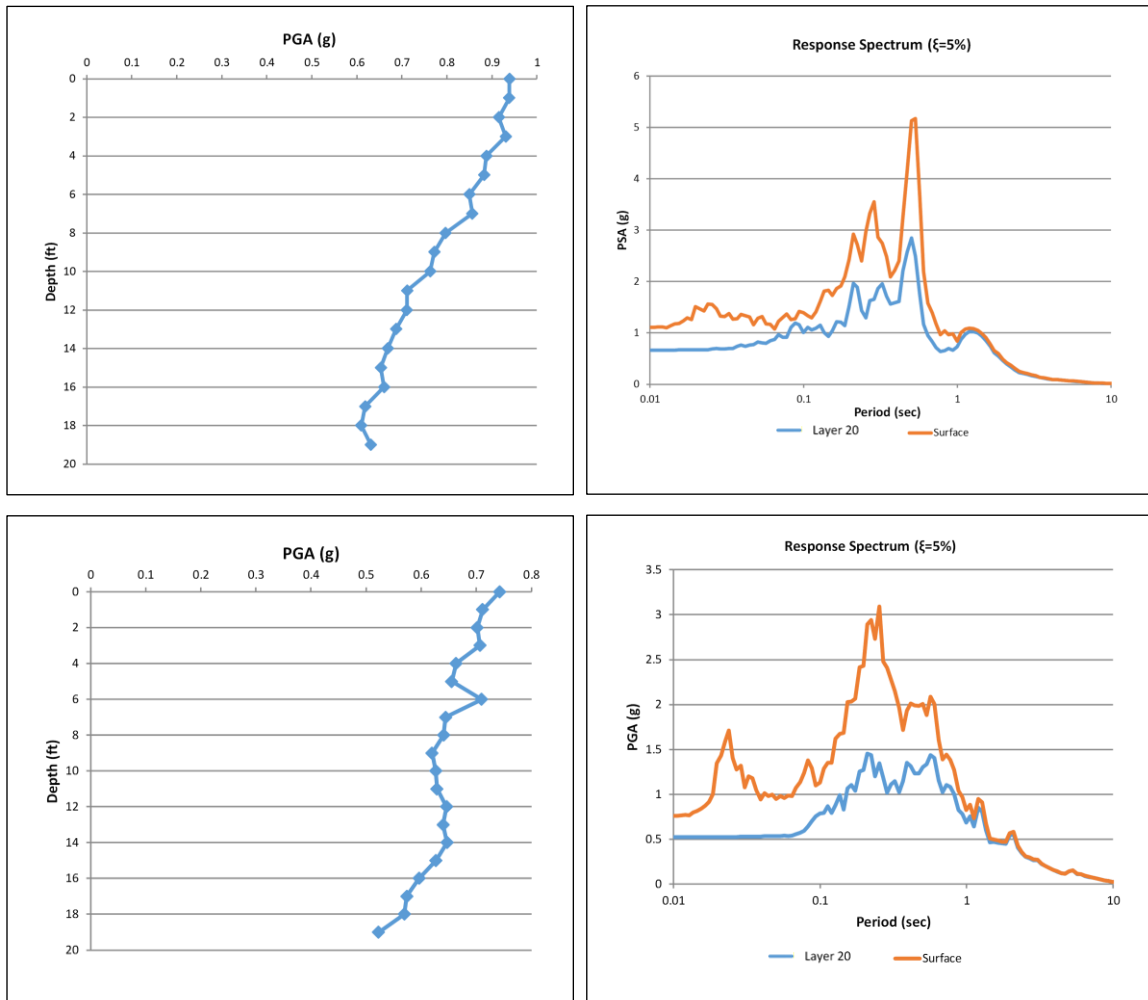 PGA (g)
0 0.1 0.2 0.3 0.4 0.5 0.6 0.7 0.8 0.9 1
0
2
4
6
8
10
12
14
16
18
20
Depth (ft)
Response Spectrum (ξ=5%)
6
5
4
3
2
1
0
PSA (g)
0.01 0.1 1 10
Period (sec)
Layer 20 Surface
PGA (g)
0 0.1 0.2 0.3 0.4 0.5 0.6 0.7 0.8
0
2
4
6
8
10
12
14
16
18
20
Depth (ft)
Response Spectrum (ξ=5%)
3.5
3
2.5
2
1.5
1
0.5
0
PGA (g)
0.01 0.1 1 10
Period (sec)
Layer 20 Surface